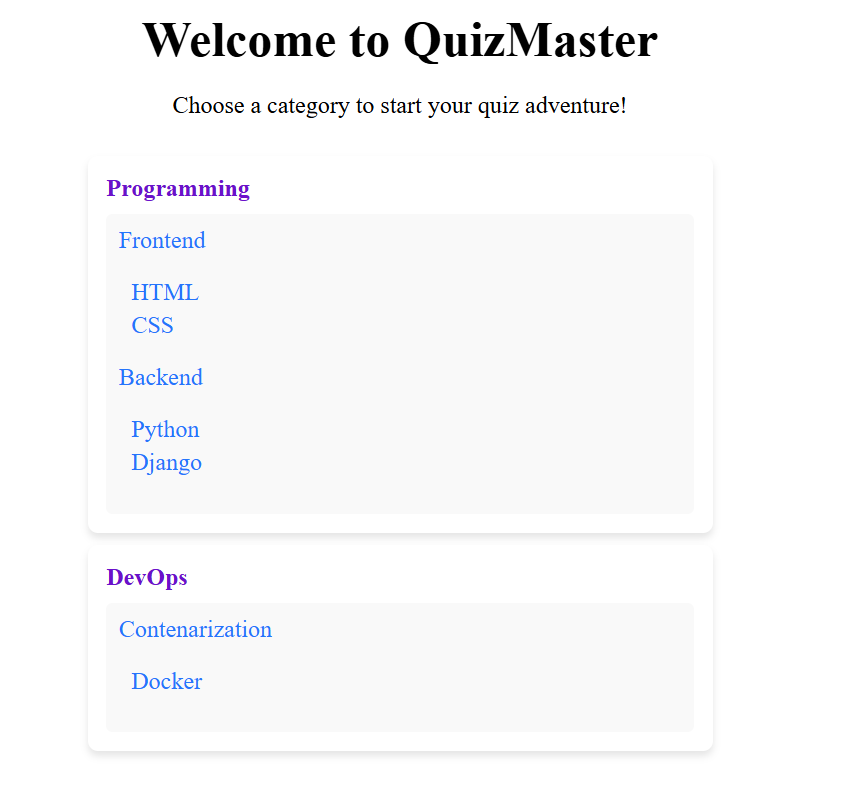 Welcome to QuizMaster
Choose a category to start your quiz adventure!
Programming
Frontend
HTML
CSS
Backend
Python
Django
DevOps
Contenarization
Docker